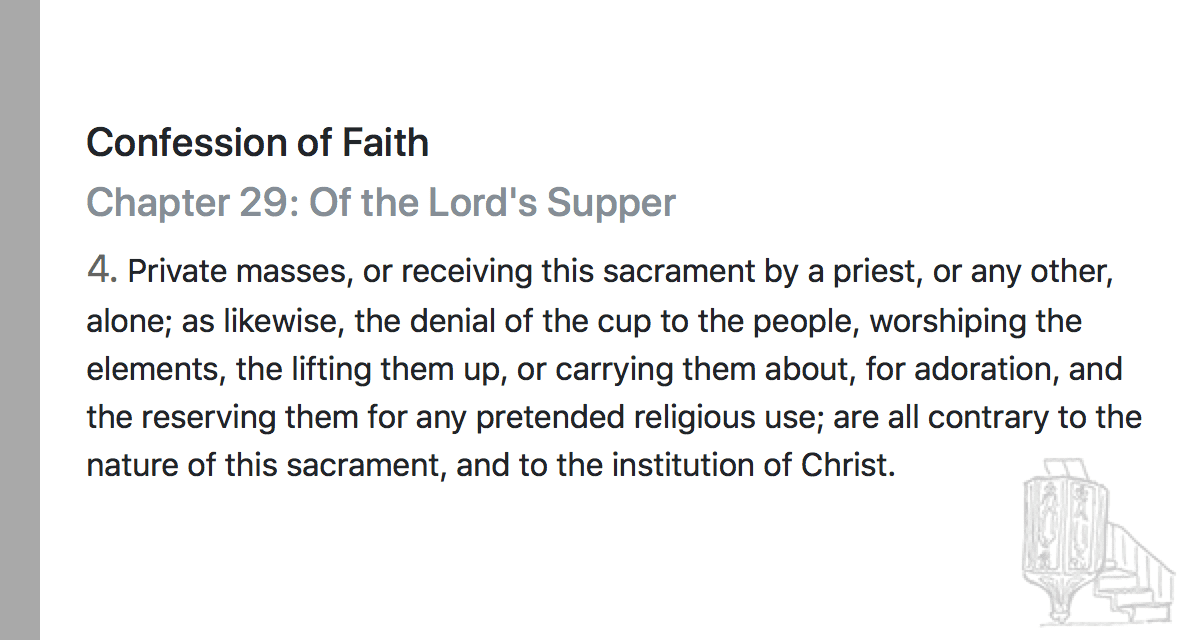 Confession of Faith
Chapter 29: Of the Lord's Supper
4. Private masses, or receiving this sacrament by a priest, or any other,
alone; as likewise, the denial of the cup to the people, worshiping the
elements, the lifting them up, or carrying them about, for adoration, and
the reserving them for any pretended religious use; are all contrary to the
nature of this sacrament, and to the institution of Christ.